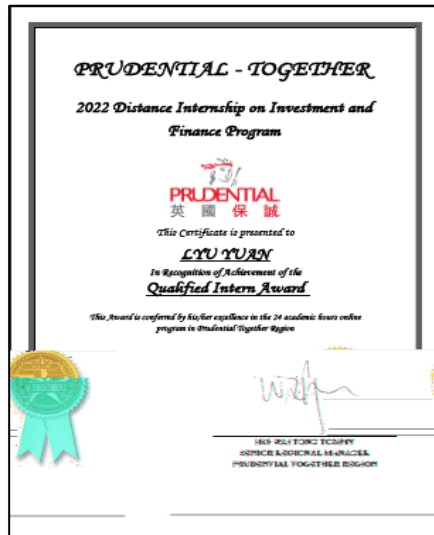 PRUDENTIAL - TOGETHER
2022 Distance Internship on Investment and
Finance Program
PRUDENTIAL
英國保誠
This Certificate is presented to
LYU YUAN
In Recognition of Achievement of the
Qualified Intern Award
This Award is conferred by his/her excellence in the 24 academic hours online
program in Prudential Together Region
TONG TOMMY
SENIOR REGIONAL MANAGER
PRUDENTIAL TOGETHER REGION